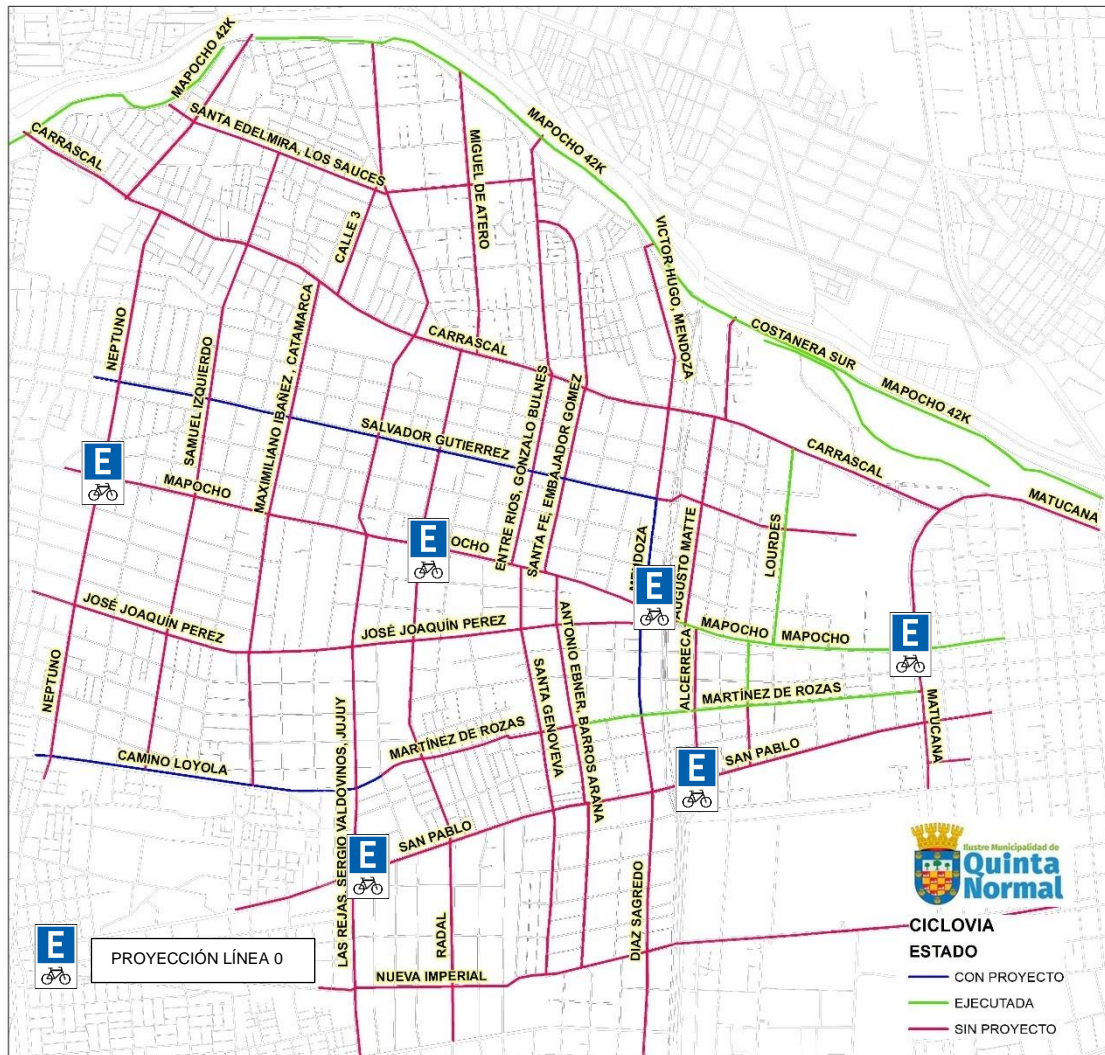 MAPOCHO 42K
CARRASCAL
SANTA EDELMIRA, LOS SAUCES
MIGUEL DE ATERO
MAPOCHO 42K
CALLE 3
VICTOR HUGO, MENDOZA
NEPTUNO
SAMUEL IZQUIERDO
MAXIMILIANO IBAÑEZ , CATAMARCA
CARRASCAL
COSTANERA SUR
MAPOCHO 42K
ENTRE RIOS, GONZALO BULNES
SANTA FE, EMBAJADOR GOMEZ
SALVADOR GUTIERREZ
CARRASCAL
MATUCANA
E
MAPOCHO
E
OCHO
MENDOZA
AUGUSTO MATTE
LOURDES
E
JOSÉ JOAQUÍN PEREZ
JOSÉ JOAQUÍN PEREZ
MAPOCHO
MAPOCHO
E
NEPTUNO
SANTA GENOVEVA
ANTONIO EBNER, BARROS ARANA
ALCERRECA
MARTÍNEZ DE ROZAS
MATUCANA
CAMINO LOYOLA
LAS REJAS, SERGIO VALDOVINOS, JUJUY
MARTÍNEZ DE ROZAS
E
SAN PABLO
E
SAN PABLO
RADAL
DIAZ SAGREDO
NUEVA IMPERIAL
E
PROYECCIÓN LÍNEA 0
Ilustre Municipalidad de
Quinta
Normal
CICLOVIA
ESTADO
CON PROYECTO
EJECUTADA
SIN PROYECTO